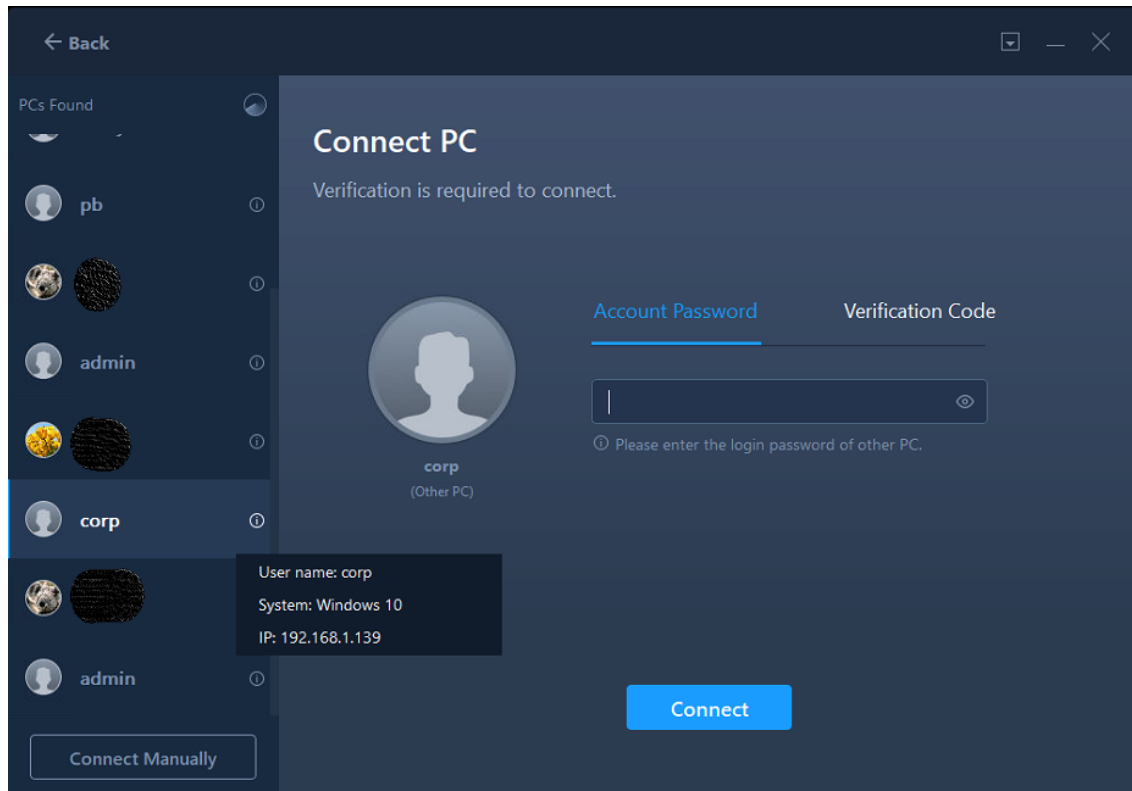 Back
PCs Found
pb
admin
corp
admin
Connect Manually
Connect PC
Verification is required to connect.
corp
(Other PC)
Account Password
Verification Code
Please enter the login password of other PC.
User name: corp
System: Windows 10
IP: 192.168.1.139
Connect